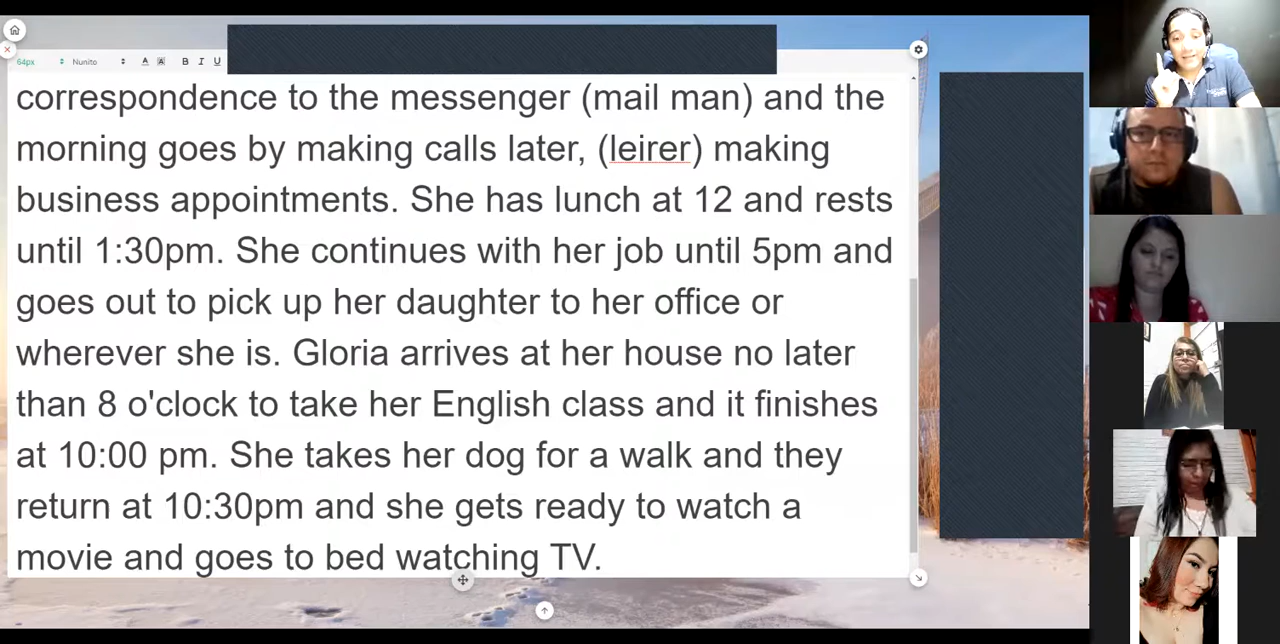 64px Nunito A A B I U
correspondence to the messenger (mail man) and the
morning goes by making calls later, (leirer) making
business appointments. She has lunch at 12 and rests
until 1:30pm. She continues with her job until 5pm and
goes out to pick up her daughter to her office or
wherever she is. Gloria arrives at her house no later
than 8 o'clock to take her English class and it finishes
at 10:00 pm. She takes her dog for a walk and they
return at 10:30pm and she gets ready to watch a
movie and goes to bed watching TV.